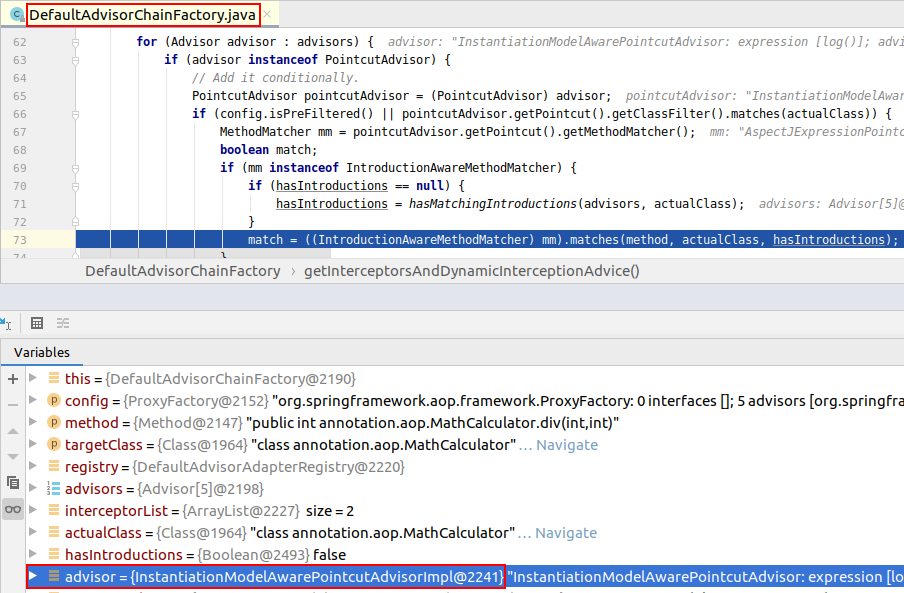 DefaultAdvisorChainFactory.java
62 for (Advisor advisor : advisors) { advisor: "InstantiationModelAwarePointcutAdvisor: expression [log()]; advi
63 if (advisor instanceof PointcutAdvisor) {
64 // Add it conditionally.
65 PointcutAdvisor pointcutAdvisor = (PointcutAdvisor) advisor; pointcutAdvisor: "InstantiationModelAwar
66 if (config.isPreFiltered() || pointcutAdvisor.getPointcut().getClassFilter().matches(actualClass)) {
67 MethodMatcher mm = pointcutAdvisor.getPointcut().getMethodMatcher(); mm: "AspectJExpressionPointc
68 boolean match;
69 if (mm instanceof IntroductionAwareMethodMatcher) {
70 if (hasIntroductions == null) {
71 hasIntroductions = hasMatchingIntroductions(advisors, actualClass); advisors: Advisor[5]@
72 }
73 match = ((IntroductionAwareMethodMatcher) mm).matches(method, actualClass, hasIntroductions);
74 }
DefaultAdvisorChainFactory › getInterceptorsAndDynamicInterceptionAdvice()
Variables
this = {DefaultAdvisorChainFactory@2190}
config = {ProxyFactory@2152} "org.springframework.aop.framework.ProxyFactory: 0 interfaces []; 5 advisors [org.springfra
method = {Method@2147} "public int annotation.aop.MathCalculator.div(int,int)"
targetClass = {Class@1964} "class annotation.aop.MathCalculator" ... Navigate
registry = {DefaultAdvisorAdapterRegistry@2220}
advisors = {Advisor[5]@2198}
interceptorList = {ArrayList@2227} size = 2
actualClass = {Class@1964} "class annotation.aop.MathCalculator" ... Navigate
hasIntroductions = {Boolean@2493} false
advisor = {InstantiationModelAwarePointcutAdvisorImpl@2241} "InstantiationModelAwarePointcutAdvisor: expression [lo